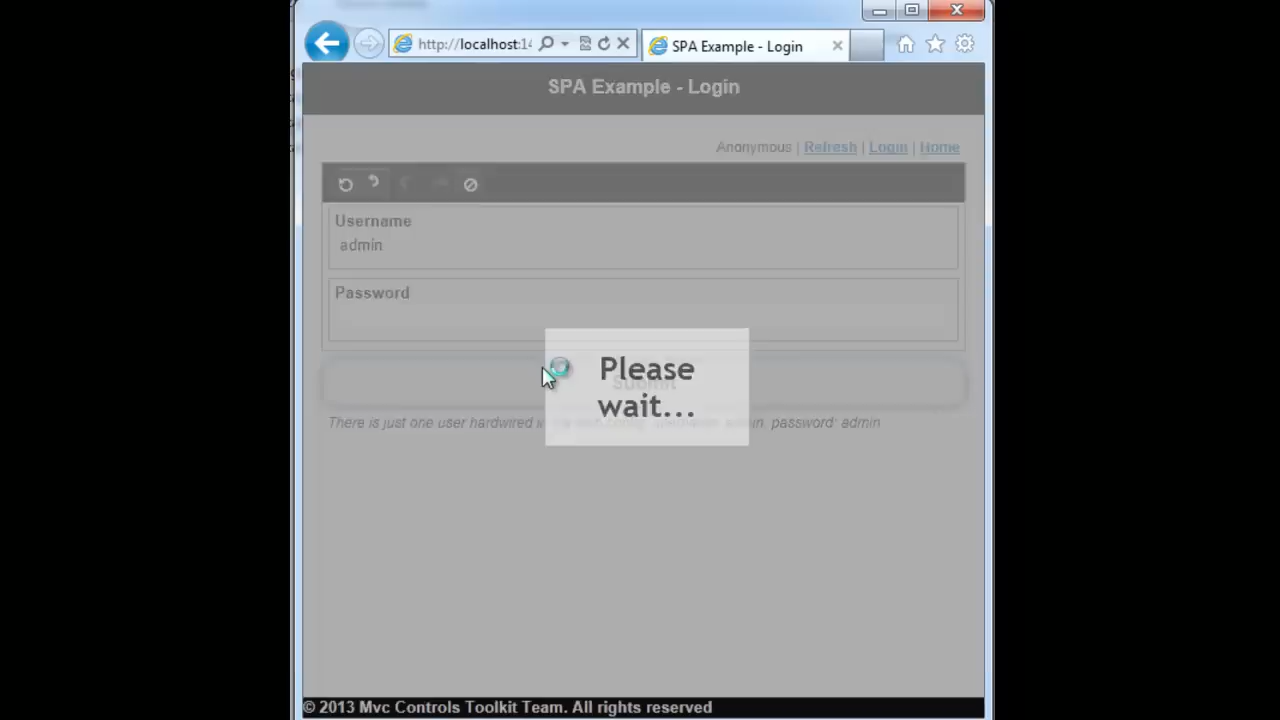 http://localhost:14
SPA Example - Login
SPA Example - Login
Anonymous | Refresh | Login | Home
Username
admin
Password
Please
wait...
Submit
There is just one user hardwired password: admin
© 2013 Mvc Controls Toolkit Team. All rights reserved